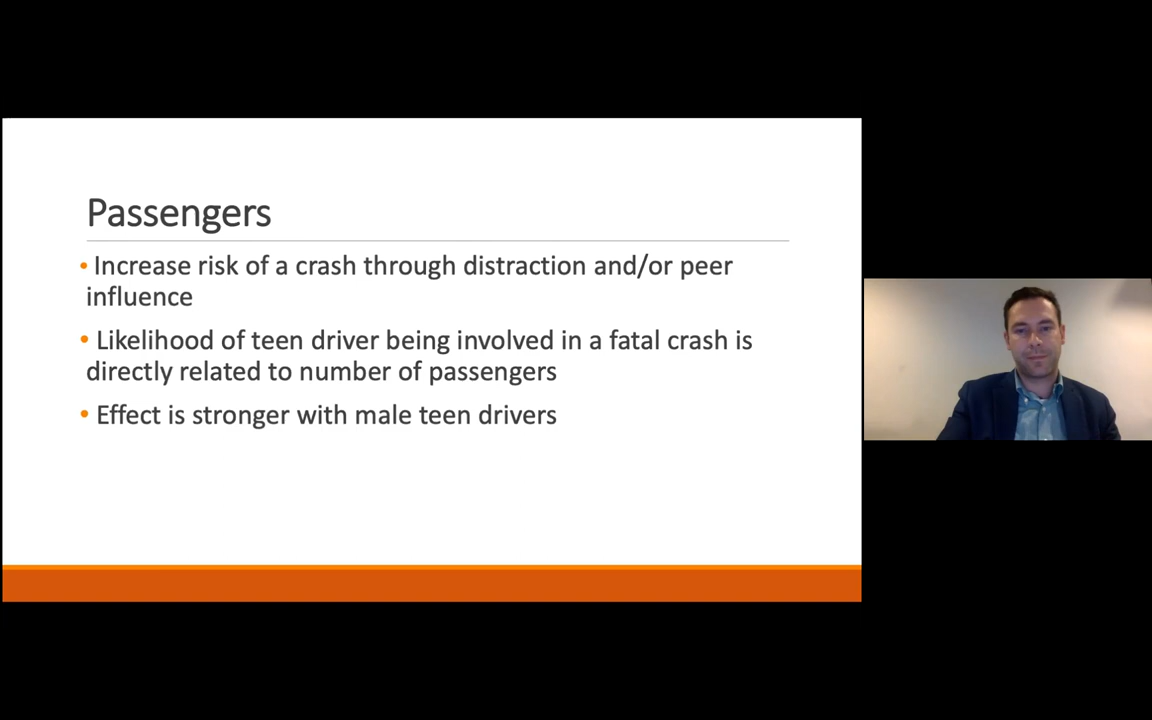 Passengers
• Increase risk of a crash through distraction and/or peer
influence
• Likelihood of teen driver being involved in a fatal crash is
directly related to number of passengers
• Effect is stronger with male teen drivers